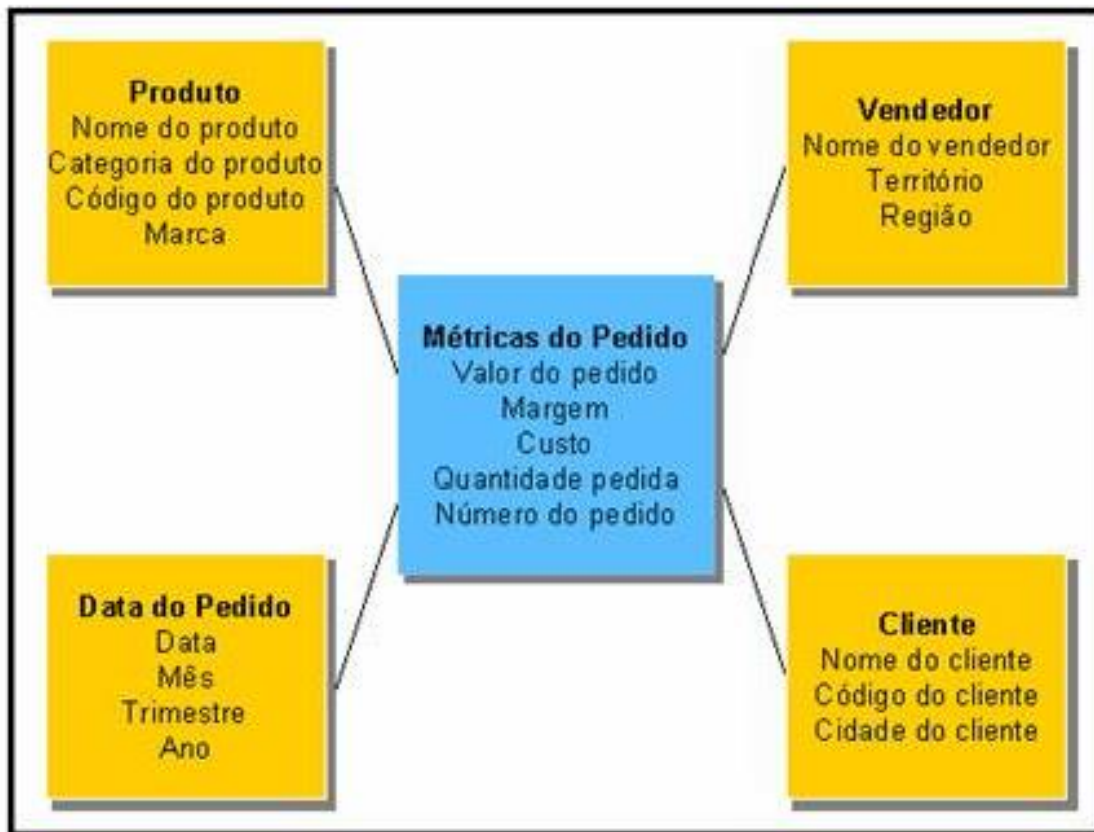 Produto
Nome do produto
Categoria do produto
Código do produto
Marca
Vendedor
Nome do vendedor
Território
Região
Métricas do Pedido
Valor do pedido
Margem
Custo
Quantidade pedida
Número do pedido
Data do Pedido
Data
Mês
Trimestre
Ano
Cliente
Nome do cliente
Código do cliente
Cidade do cliente